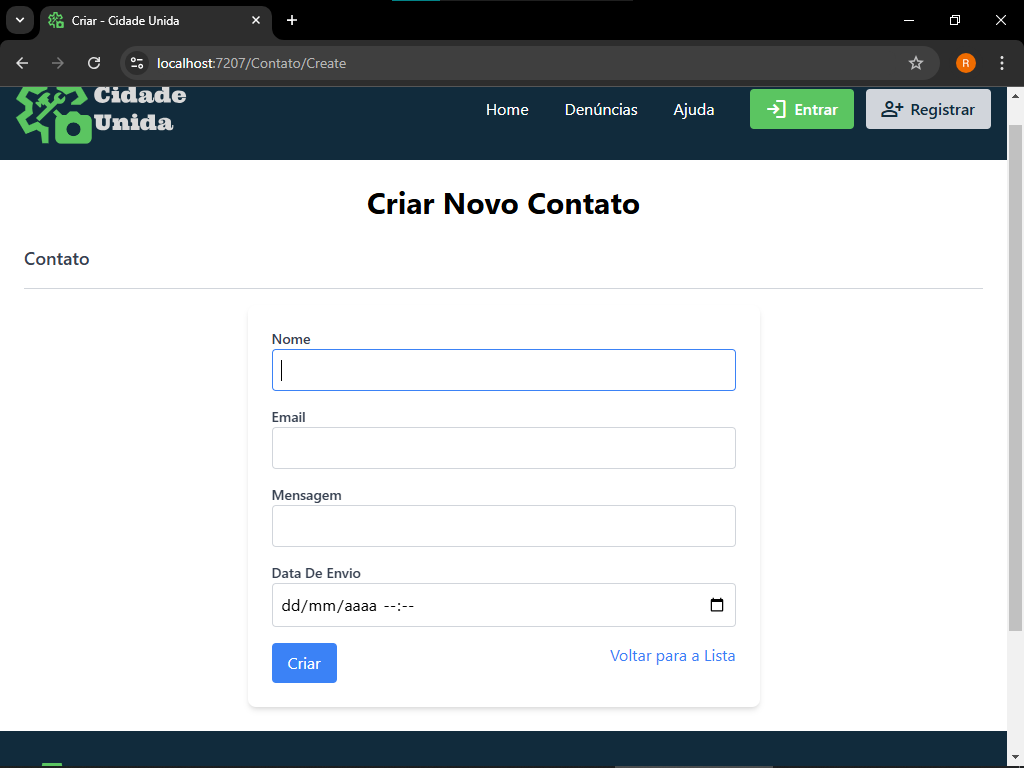 Criar - Cidade Unida
localhost:7207/Contato/Create
R
Cidade
Unida
Home
Denúncias
Ajuda
Entrar
Registrar
Criar Novo Contato
Contato
Nome
Email
Mensagem
Data De Envio
dd/mm/aaaa --:--
Criar
Voltar para a Lista